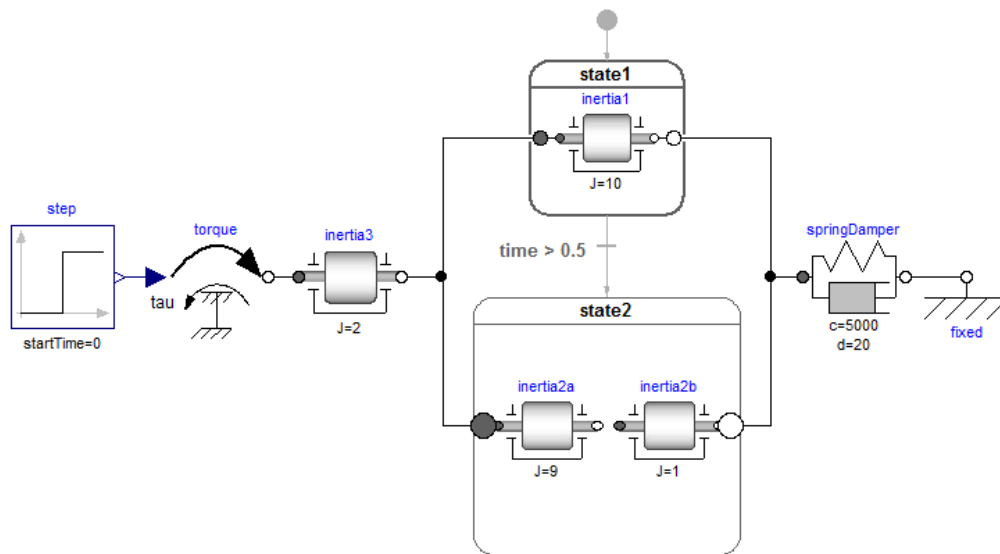 state1
inertia1
J=10
step
torque
inertia3
time > 0.5
springDamper
tau
startTime=0
J=2
state2
c=5000
d=20
fixed
inertia2a
inertia2b
J=9
J=1